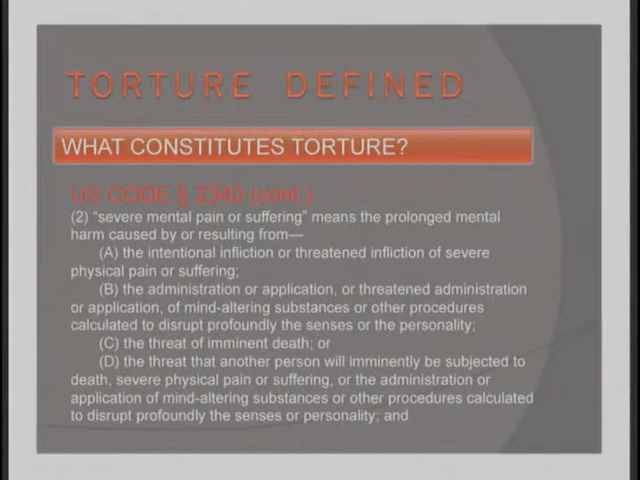 TORTURE DEFINED
WHAT CONSTITUTES TORTURE?
US CODE § 2340 (cont.)
(2) “severe mental pain or suffering” means the prolonged mental
harm caused by or resulting from—
(A) the intentional infliction or threatened infliction of severe
physical pain or suffering;
(B) the administration or application, or threatened administration
or application, of mind-altering substances or other procedures
calculated to disrupt profoundly the senses or the personality;
(C) the threat of imminent death; or
(D) the threat that another person will imminently be subjected to
death, severe physical pain or suffering, or the administration or
application of mind-altering substances or other procedures calculated
to disrupt profoundly the senses or personality; and